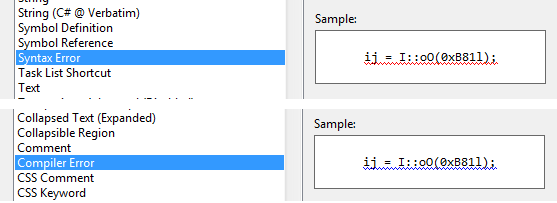 String (C# @ Verbatim)
Symbol Definition
Symbol Reference
Syntax Error
Task List Shortcut
Text
Sample:
ij = I::oO(0xB81l);
Collapsed Text (Expanded)
Collapsible Region
Comment
Compiler Error
CSS Comment
CSS Keyword
Sample:
ij = I::oO(0xB81l);